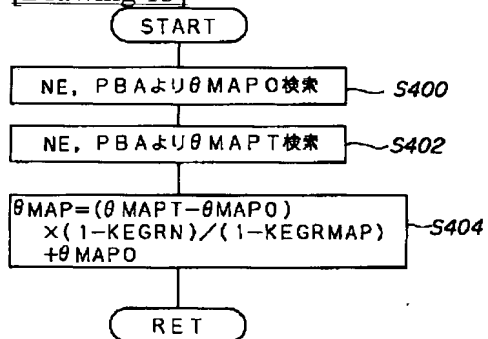 [Drawing 13]
START
NE, PBAよりθMAPO検索
S400
NE, PBAよりθMAPT検索
S402
θMAP=(θMAPT-θMAPO)
×(1-KEGRN)/(1-KEGRMAP)
+θMAPO
S404
RET